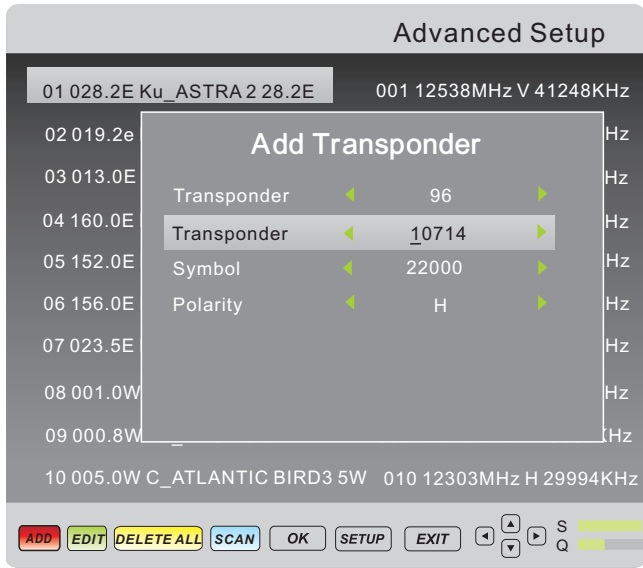 Advanced Setup
01 028.2E Ku_ASTRA 2 28.2E 001 12538MHz V 41248KHz
02 019.2e Hz
Add Transponder
03 013.0E Hz
Transponder 96
04 160.0E Hz
Transponder 10714
05 152.0E Hz
Symbol 22000
06 156.0E Hz
Polarity H
07 023.5E Hz
08 001.0W Hz
09 000.8W Hz
10 005.0W C_ATLANTIC BIRD3 5W 010 12303MHz H 29994KHz
ADD EDIT DELETE ALL SCAN OK SETUP EXIT S
Q